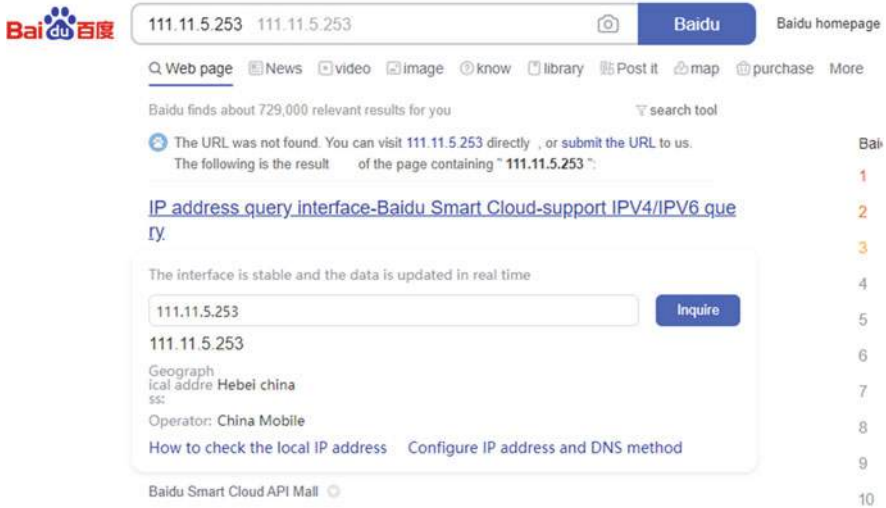 Bai du 百度 111.11.5.253 111.11.5.253 Baidu Baidu homepage
Web page News video image know library Post it map purchase More
Baidu finds about 729,000 relevant results for you search tool
The URL was not found. You can visit 111.11.5.253 directly , or submit the URL to us.
The following is the result of the page containing " 111.11.5.253 ":
Bai
1
IP address query interface-Baidu Smart Cloud-support IPV4/IPV6 que
ry
2
3
The interface is stable and the data is updated in real time
4
111.11.5.253 Inquire
5
111.11.5.253
6
Geograph
ical addre Hebei china
ss:
7
Operator: China Mobile
8
How to check the local IP address Configure IP address and DNS method
9
Baidu Smart Cloud API Mall
10